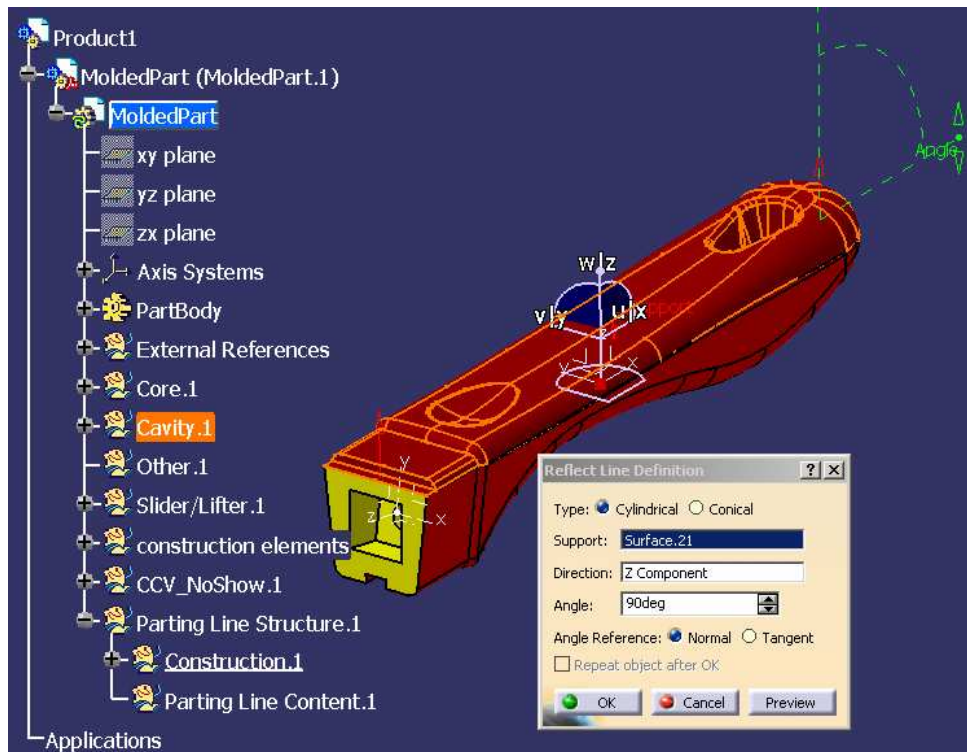 Product1
MoldedPart (MoldedPart.1)
MoldedPart
xy plane
yz plane
zx plane
Axis Systems
PartBody
External References
Core.1
Cavity.1
Other.1
Slider/Lifter.1
construction elements
CCV_NoShow.1
Parting Line Structure.1
Construction.1
Parting Line Content.1
Applications
Angle
w|z
v|y
u|x
z
y
x
y
z
x
Reflect Line Definition
Type: Cylindrical Conical
Support: Surface.21
Direction: Z Component
Angle: 90deg
Angle Reference: Normal Tangent
Repeat object after OK
OK Cancel Preview